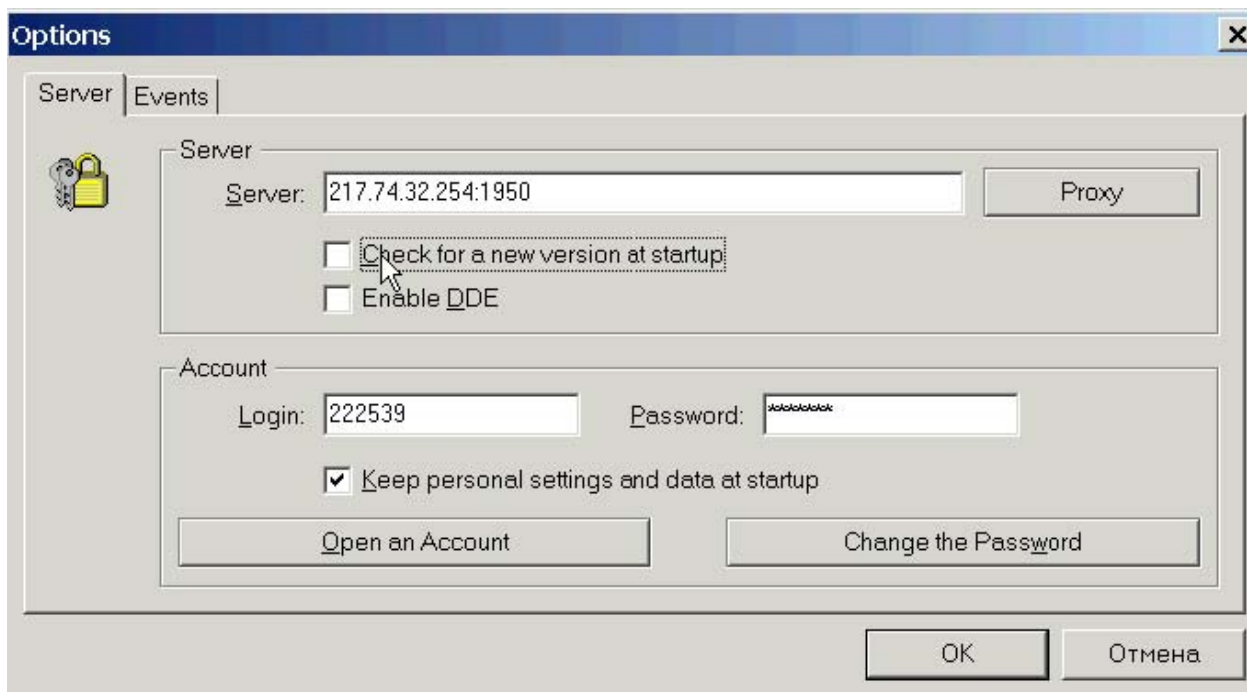 Options
Server Events
Server
Server: 217.74.32.254:1950 Proxy
Check for a new version at startup
Enable DDE
Account
Login: 222539 Password: ********
Keep personal settings and data at startup
Open an Account Change the Password
OK Отмена